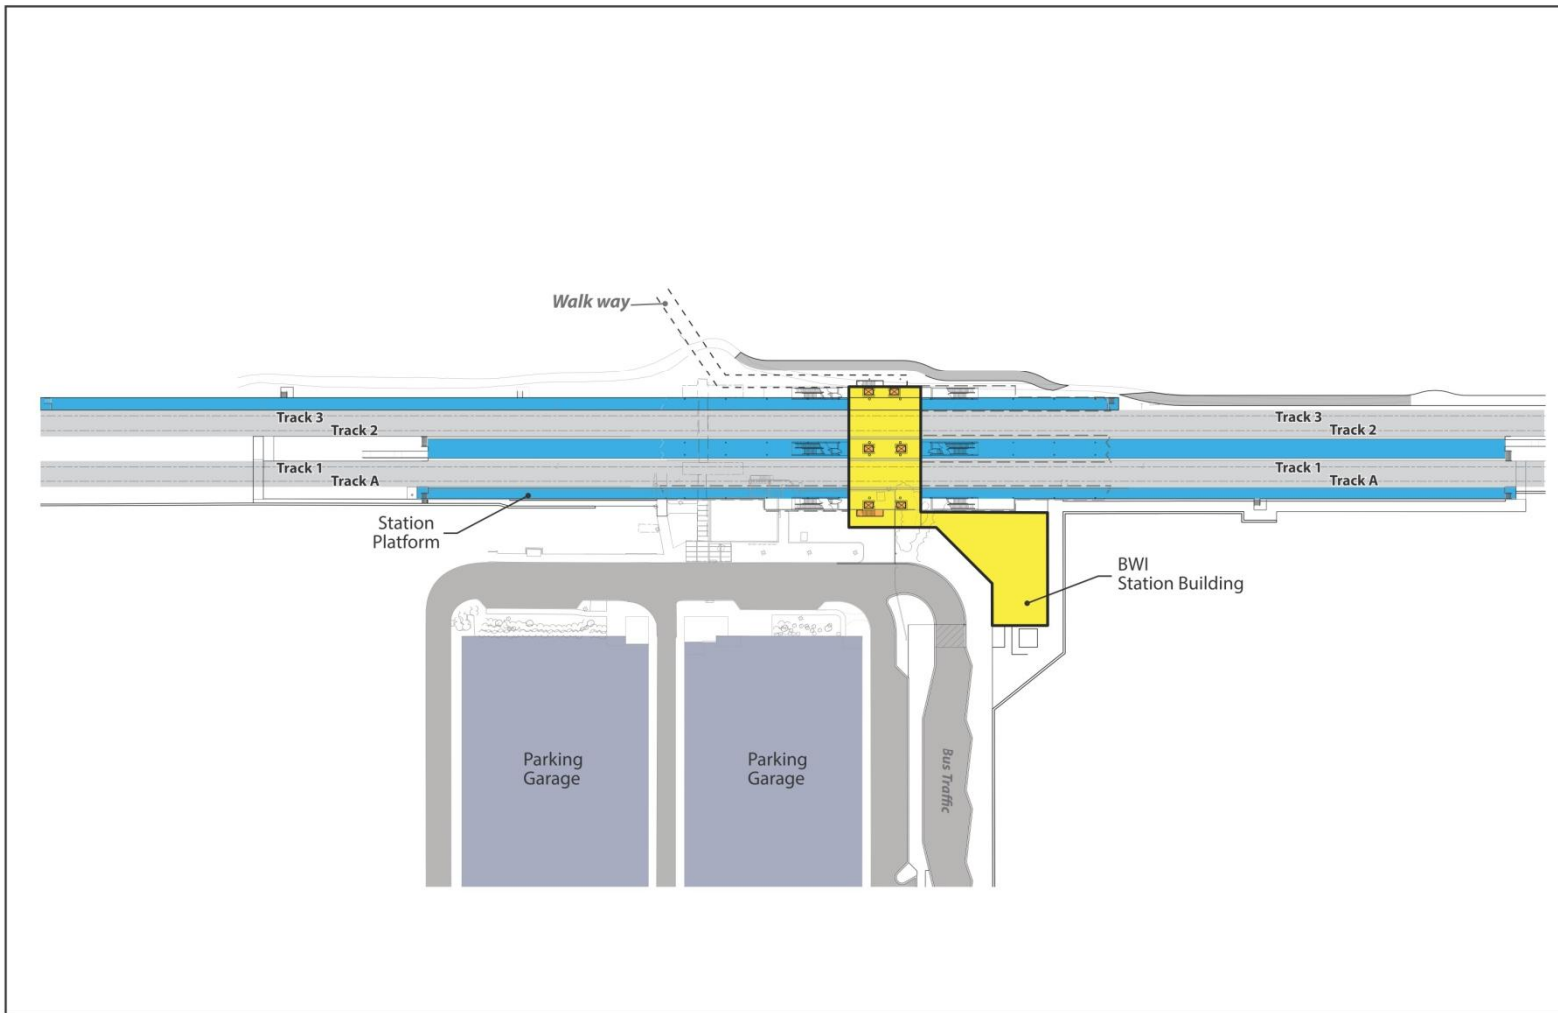 Walk way
Track 3
Track 3
Track 2
Track 2
Track 1
Track 1
Track A
Track A
Station
Platform
BWI
Station Building
Parking
Garage
Parking
Garage
Bus Traffic